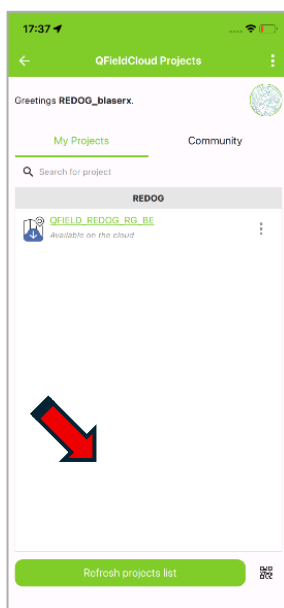 17:37
QFieldCloud Projects
Greetings REDOG_blaserx.
My Projects Community
Search for project
REDOG
QFIELD_REDOG_RG_BE
Available on the cloud
Refresh projects list